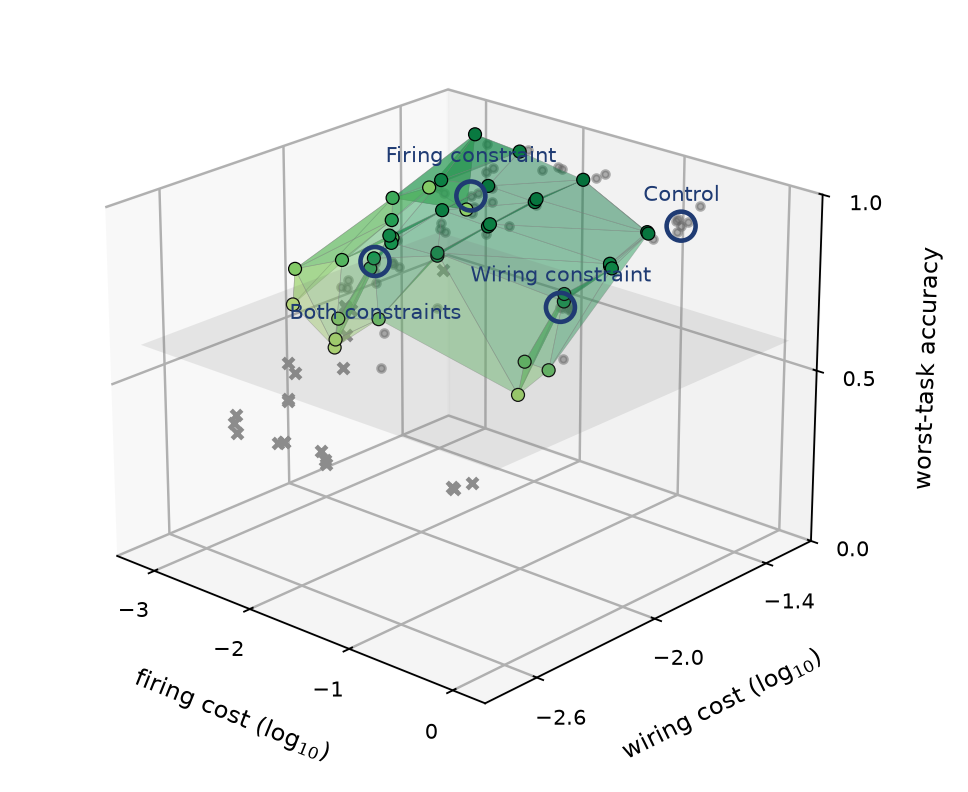 Firing constraint
Control
Wiring constraint
Both constraints
1.0
0.5
0.0
worst-task accuracy
−3
−2
−1
0
firing cost (log₁₀)
−2.6
−2.0
−1.4
wiring cost (log₁₀)